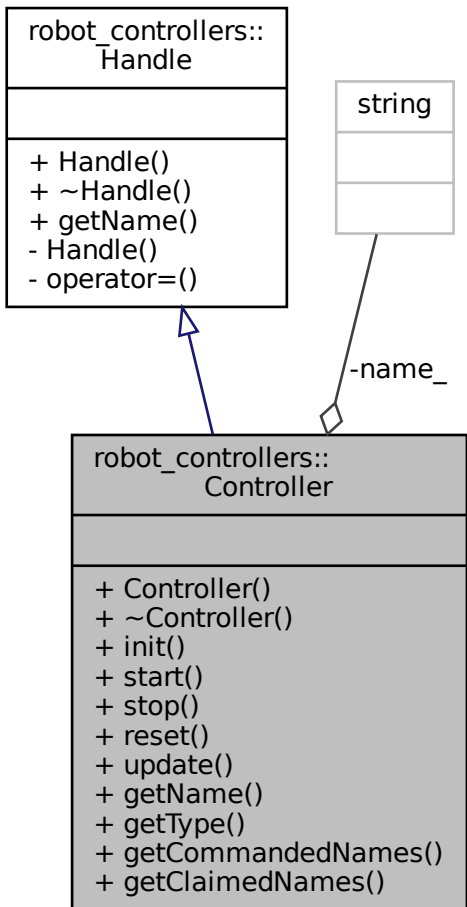 robot_controllers::
Handle
+ Handle()
+ ~Handle()
+ getName()
- Handle()
- operator=()
string
-name_
robot_controllers::
Controller
+ Controller()
+ ~Controller()
+ init()
+ start()
+ stop()
+ reset()
+ update()
+ getName()
+ getType()
+ getCommandedNames()
+ getClaimedNames()